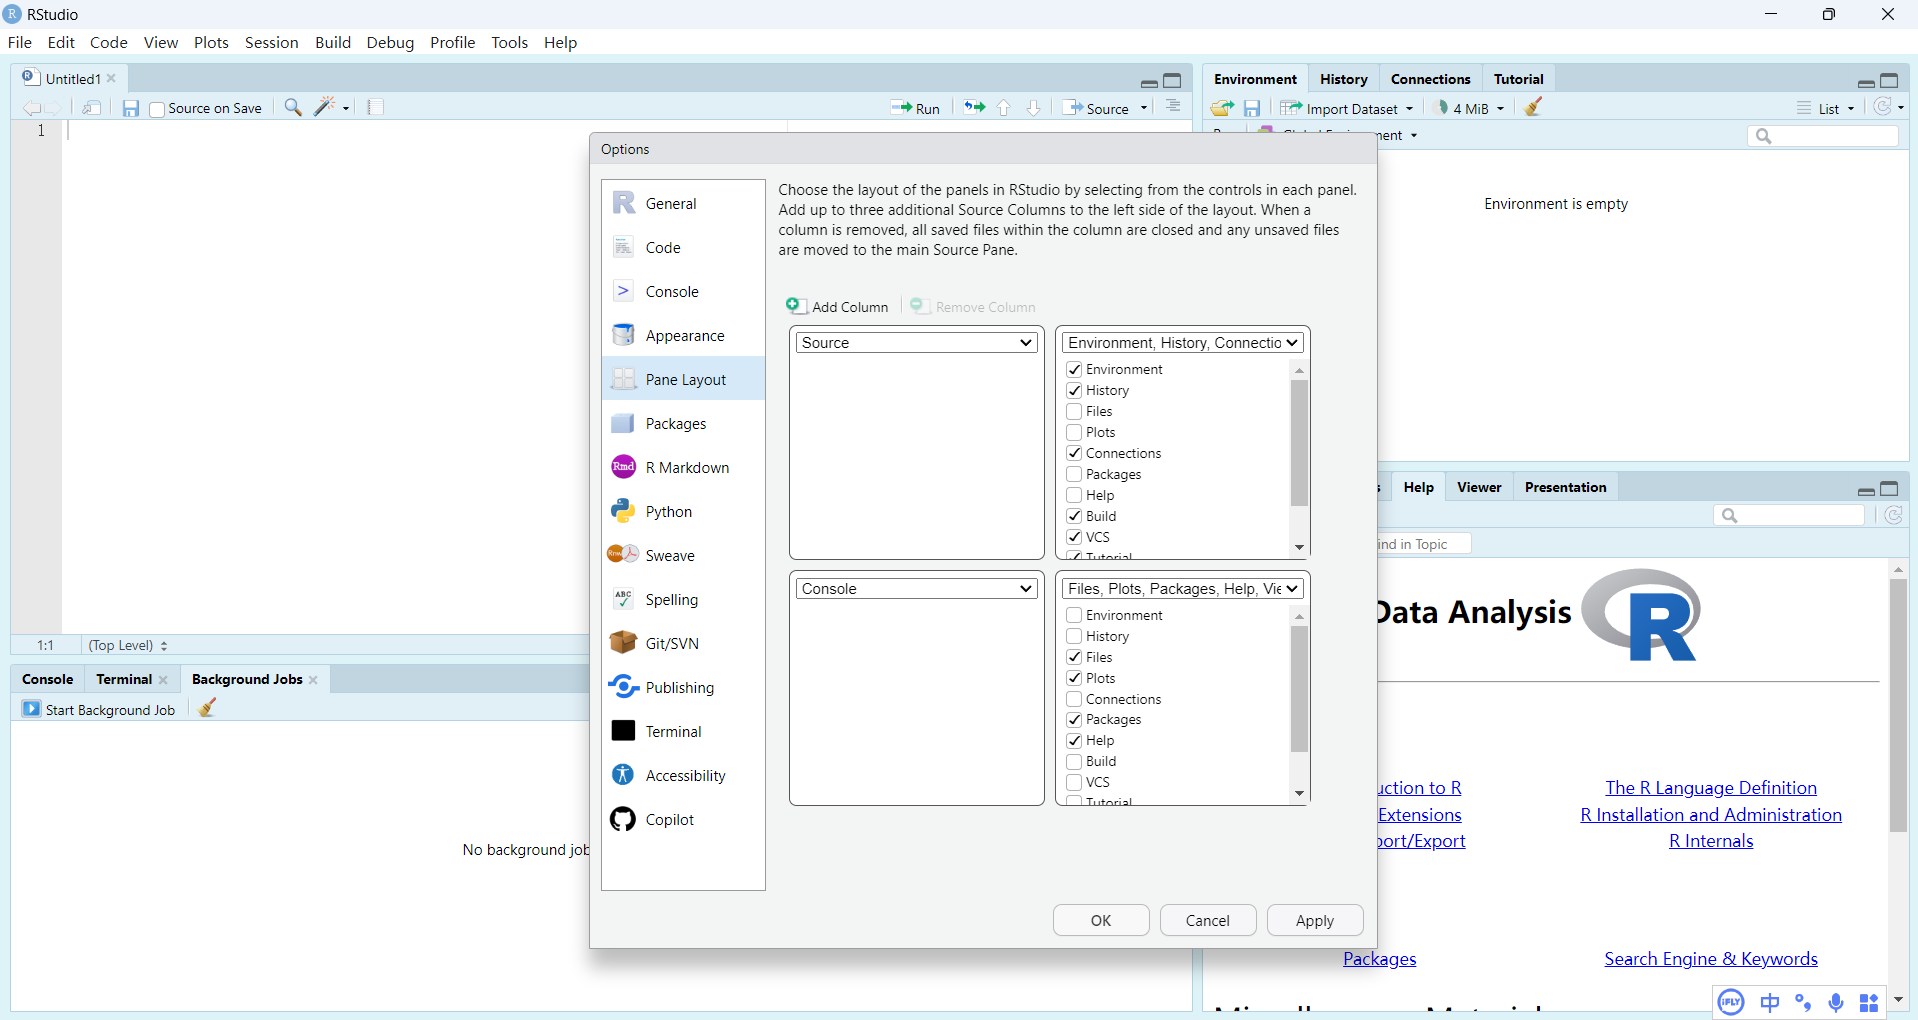 RStudio
File Edit Code View Plots Session Build Debug Profile Tools Help
Untitled1
Source on Save
Run
Source
1
1:1
(Top Level)
Console Terminal Background Jobs
Start Background Job
No background
Environment History Connections Tutorial
Import Dataset
4 MiB
List
Environment is empty
Options
General
Code
Console
Appearance
Pane Layout
Packages
Rmd R Markdown
Python
Sweave
ABC Spelling
Git/SVN
Publishing
Terminal
Accessibility
Copilot
Choose the layout of the panels in RStudio by selecting from the controls in each panel.
Add up to three additional Source Columns to the left side of the layout. When a
column is removed, all saved files within the column are closed and any unsaved files
are moved to the main Source Pane.
Add Column
Remove Column
Source
Environment, History, Connectio
Environment
History
Files
Plots
Connections
Packages
Help
Build
VCS
Tutorial
Console
Files, Plots, Packages, Help, Vie
Environment
History
Files
Plots
Connections
Packages
Help
Build
VCS
Tutorial
OK
Cancel
Apply
Help Viewer Presentation
ind in Topic
Data Analysis R
uction to R
The R Language Definition
Extensions
R Installation and Administration
port/Export
R Internals
Packages
Search Engine & Keywords
iFLY 中